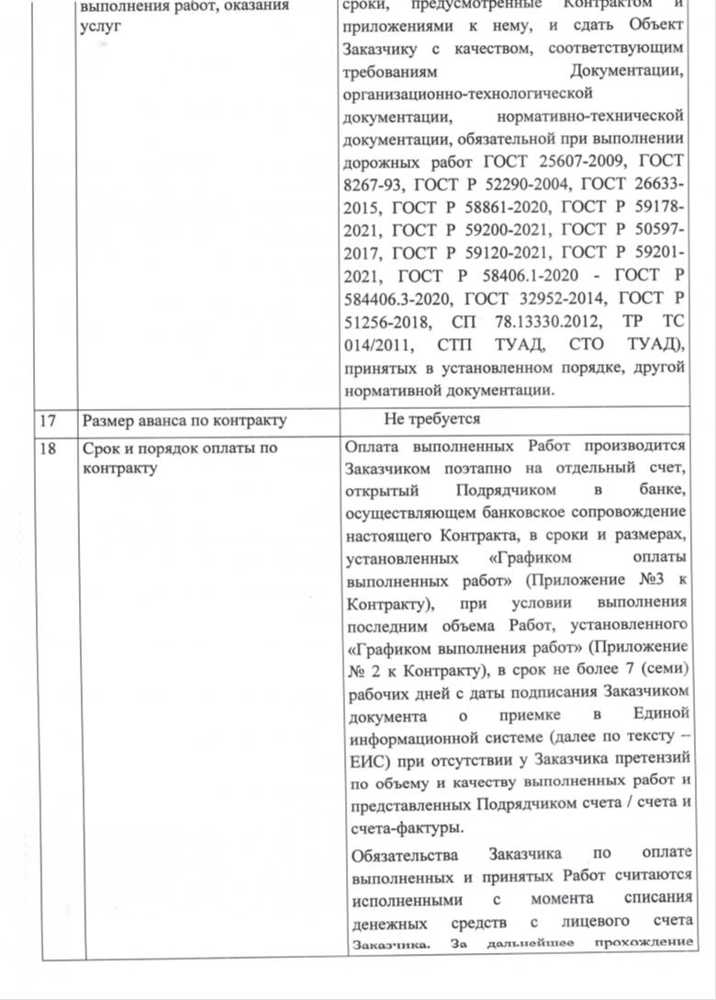 выполнения работ, оказания
услуг
сроки, предусмотренные Контрактом и
приложениями к нему, и сдать Объект
Заказчику с качеством, соответствующим
требованиям Документации,
организационно-технологической
документации, нормативно-технической
документации, обязательной при выполнении
дорожных работ ГОСТ 25607-2009, ГОСТ
8267-93, ГОСТ Р 52290-2004, ГОСТ 26633-
2015, ГОСТ Р 58861-2020, ГОСТ Р 59178-
2021, ГОСТ Р 59200-2021, ГОСТ Р 50597-
2017, ГОСТ Р 59120-2021, ГОСТ Р 59201-
2021, ГОСТ Р 58406.1-2020 - ГОСТ Р
584406.3-2020, ГОСТ 32952-2014, ГОСТ Р
51256-2018, СП 78.13330.2012, ТР ТС
014/2011, СТП ТУАД, СТО ТУАД),
принятых в установленном порядке, другой
нормативной документации.
17 Размер аванса по контракту Не требуется
18 Срок и порядок оплаты по
контракту
Оплата выполненных Работ производится
Заказчиком поэтапно на отдельный счет,
открытый Подрядчиком в банке,
осуществляющем банковское сопровождение
настоящего Контракта, в сроки и размерах,
установленных «Графиком оплаты
выполненных работ» (Приложение №3 к
Контракту), при условии выполнения
последним объема Работ, установленного
«Графиком выполнения работ» (Приложение
№ 2 к Контракту), в срок не более 7 (семи)
рабочих дней с даты подписания Заказчиком
документа о приемке в Единой
информационной системе (далее по тексту –
ЕИС) при отсутствии у Заказчика претензий
по объему и качеству выполненных работ и
представленных Подрядчиком счета / счета и
счета-фактуры.
Обязательства Заказчика по оплате
выполненных и принятых Работ считаются
исполненными с момента списания
денежных средств с лицевого счета
Заказчика. За дальнейшее прохождение